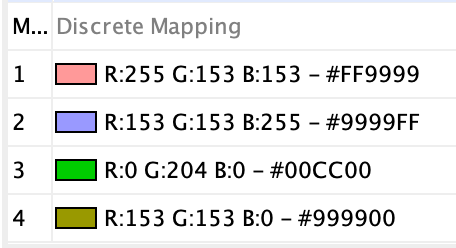 M... Discrete Mapping
1 R:255 G:153 B:153 - #FF9999
2 R:153 G:153 B:255 - #9999FF
3 R:0 G:204 B:0 - #00CC00
4 R:153 G:153 B:0 - #999900